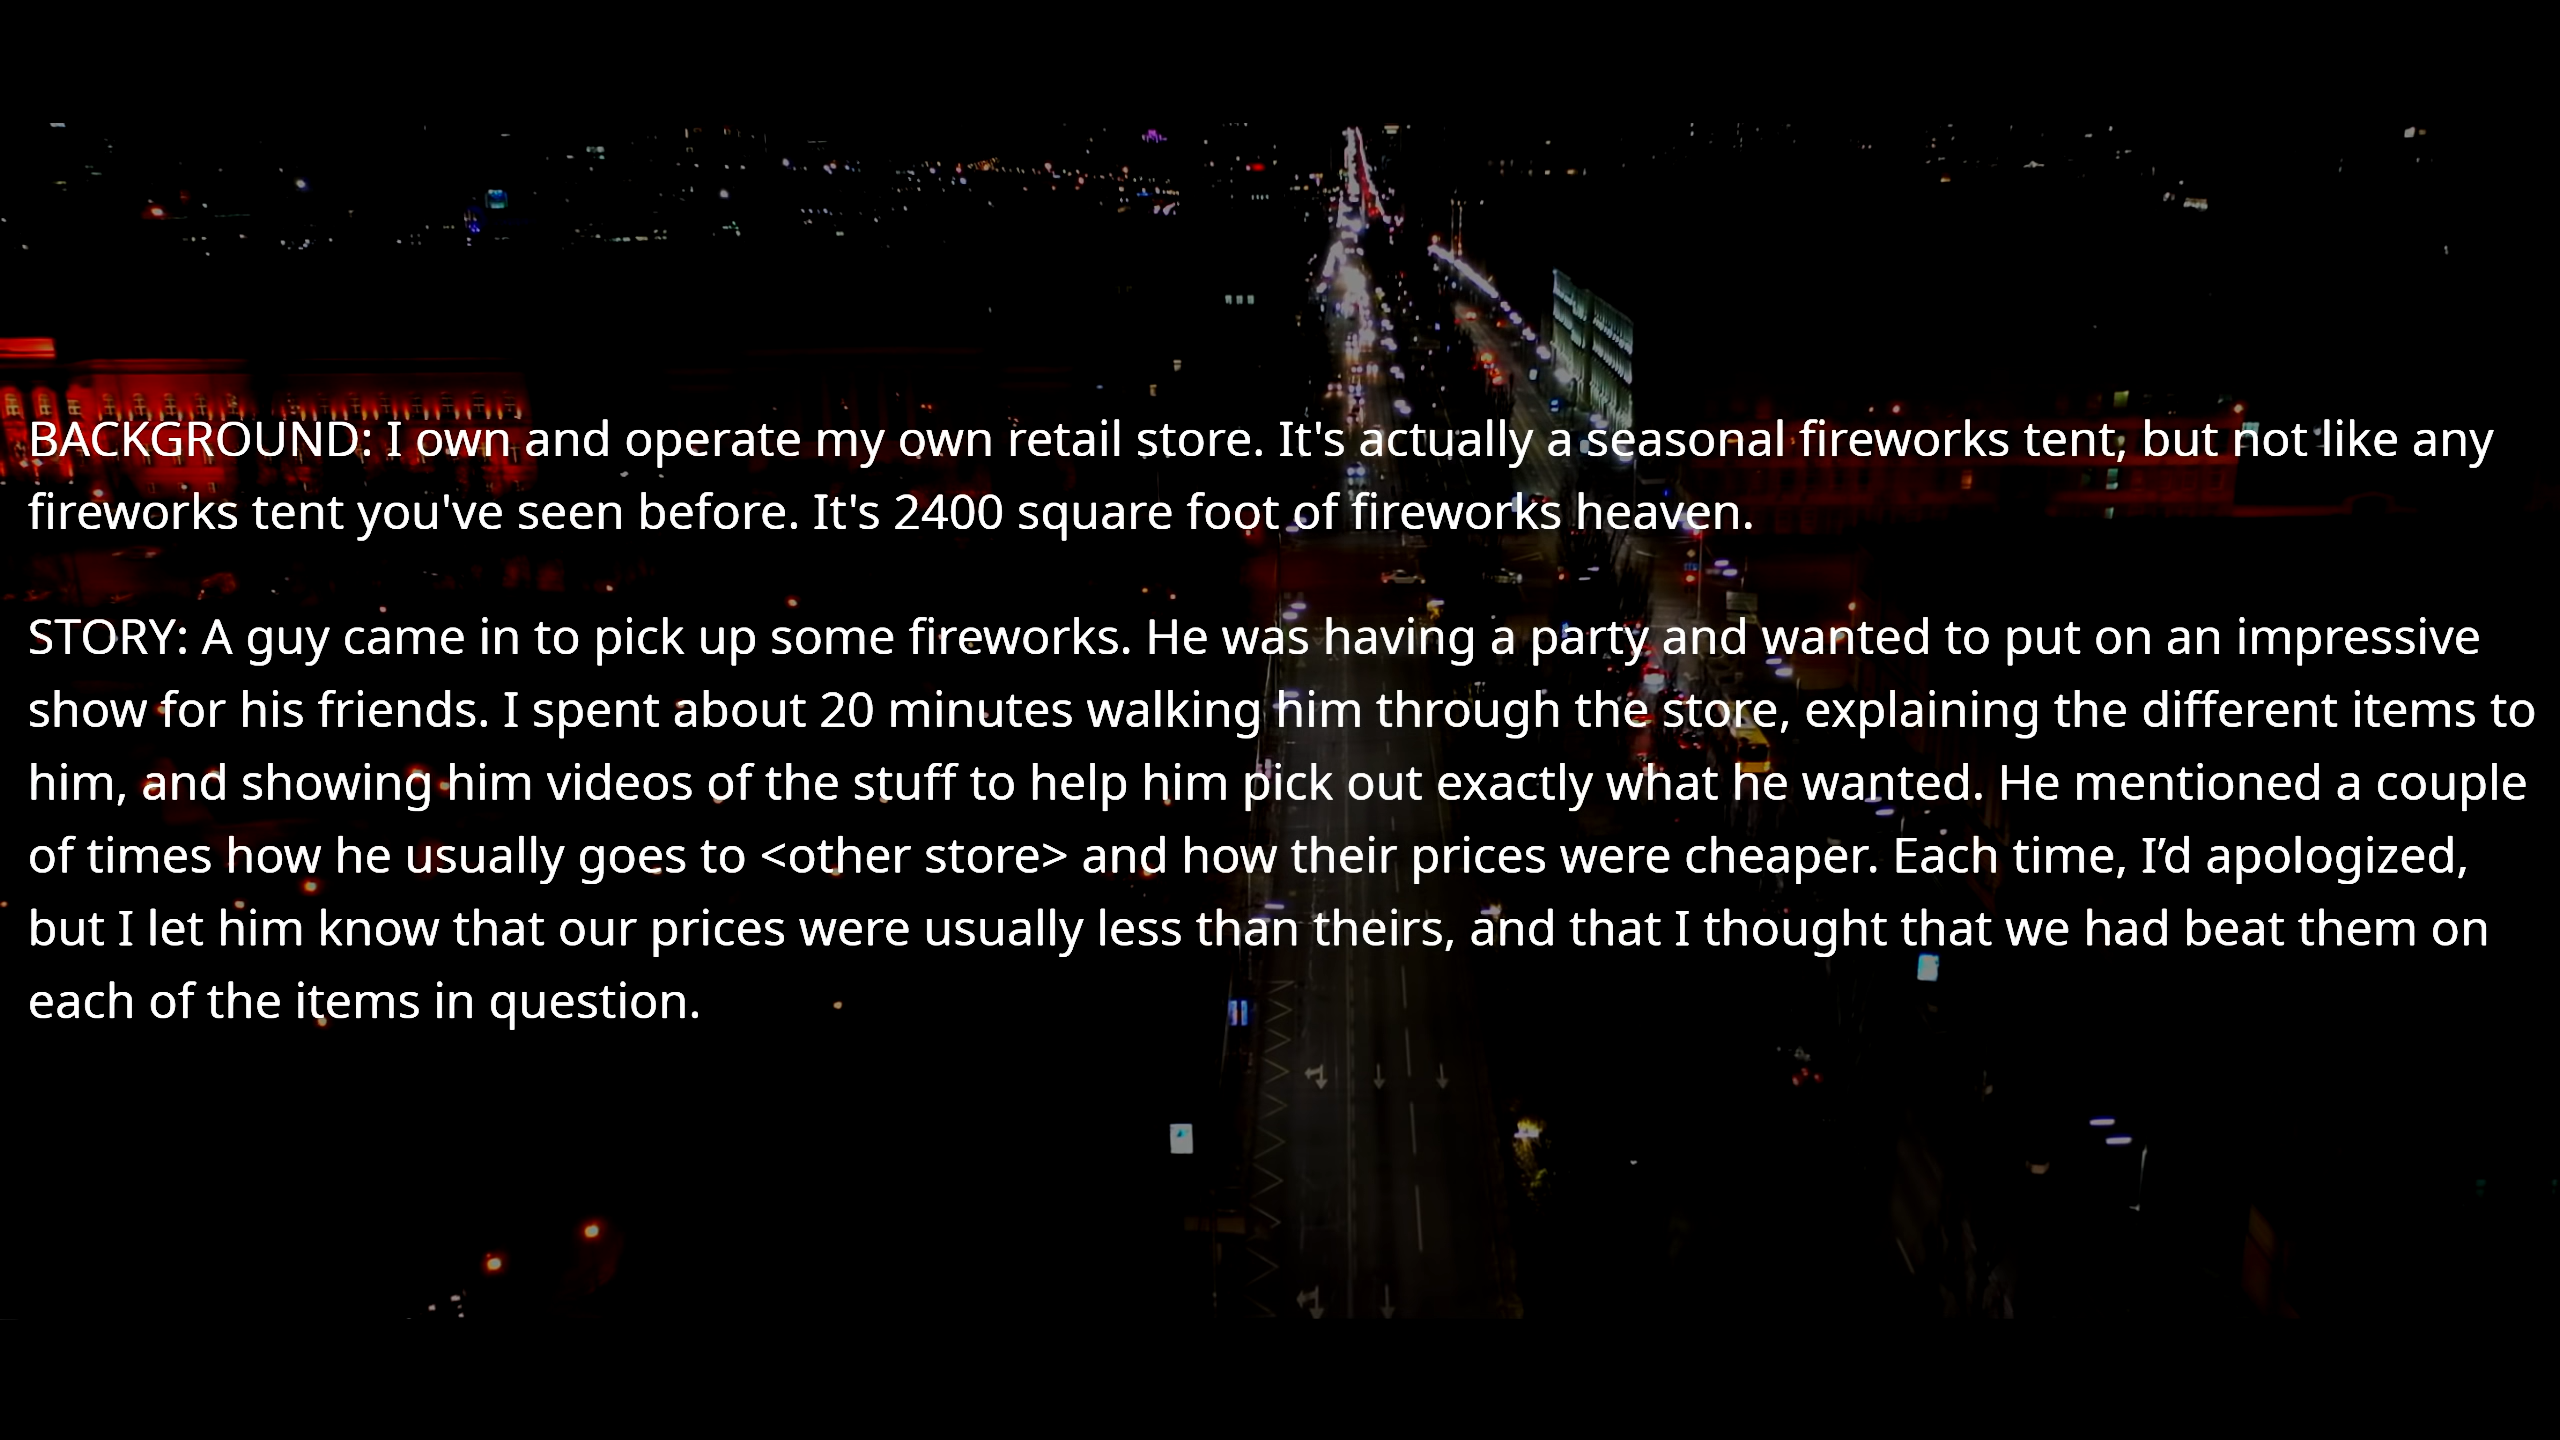 BACKGROUND: I own and operate my own retail store. It's actually a seasonal fireworks tent, but not like any
fireworks tent you've seen before. It's 2400 square foot of fireworks heaven.
STORY: A guy came in to pick up some fireworks. He was having a party and wanted to put on an impressive
show for his friends. I spent about 20 minutes walking him through the store, explaining the different items to
him, and showing him videos of the stuff to help him pick out exactly what he wanted. He mentioned a couple
of times how he usually goes to <other store> and how their prices were cheaper. Each time, I’d apologized,
but I let him know that our prices were usually less than theirs, and that I thought that we had beat them on
each of the items in question.